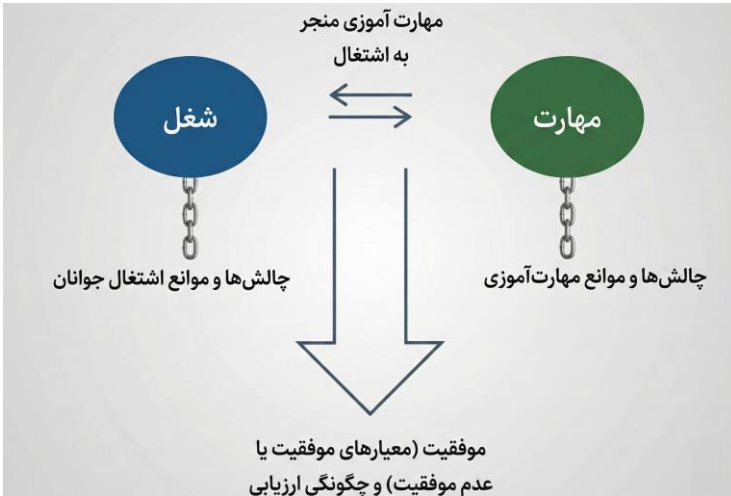 مهارت آموزی منجر
به اشتغال
مهارت
شغل
چالش‌ها و موانع مهارت‌آموزی
چالش‌ها و موانع اشتغال جوانان
موفقیت (معیارهای موفقیت یا
عدم موفقیت) و چگونگی ارزیابی